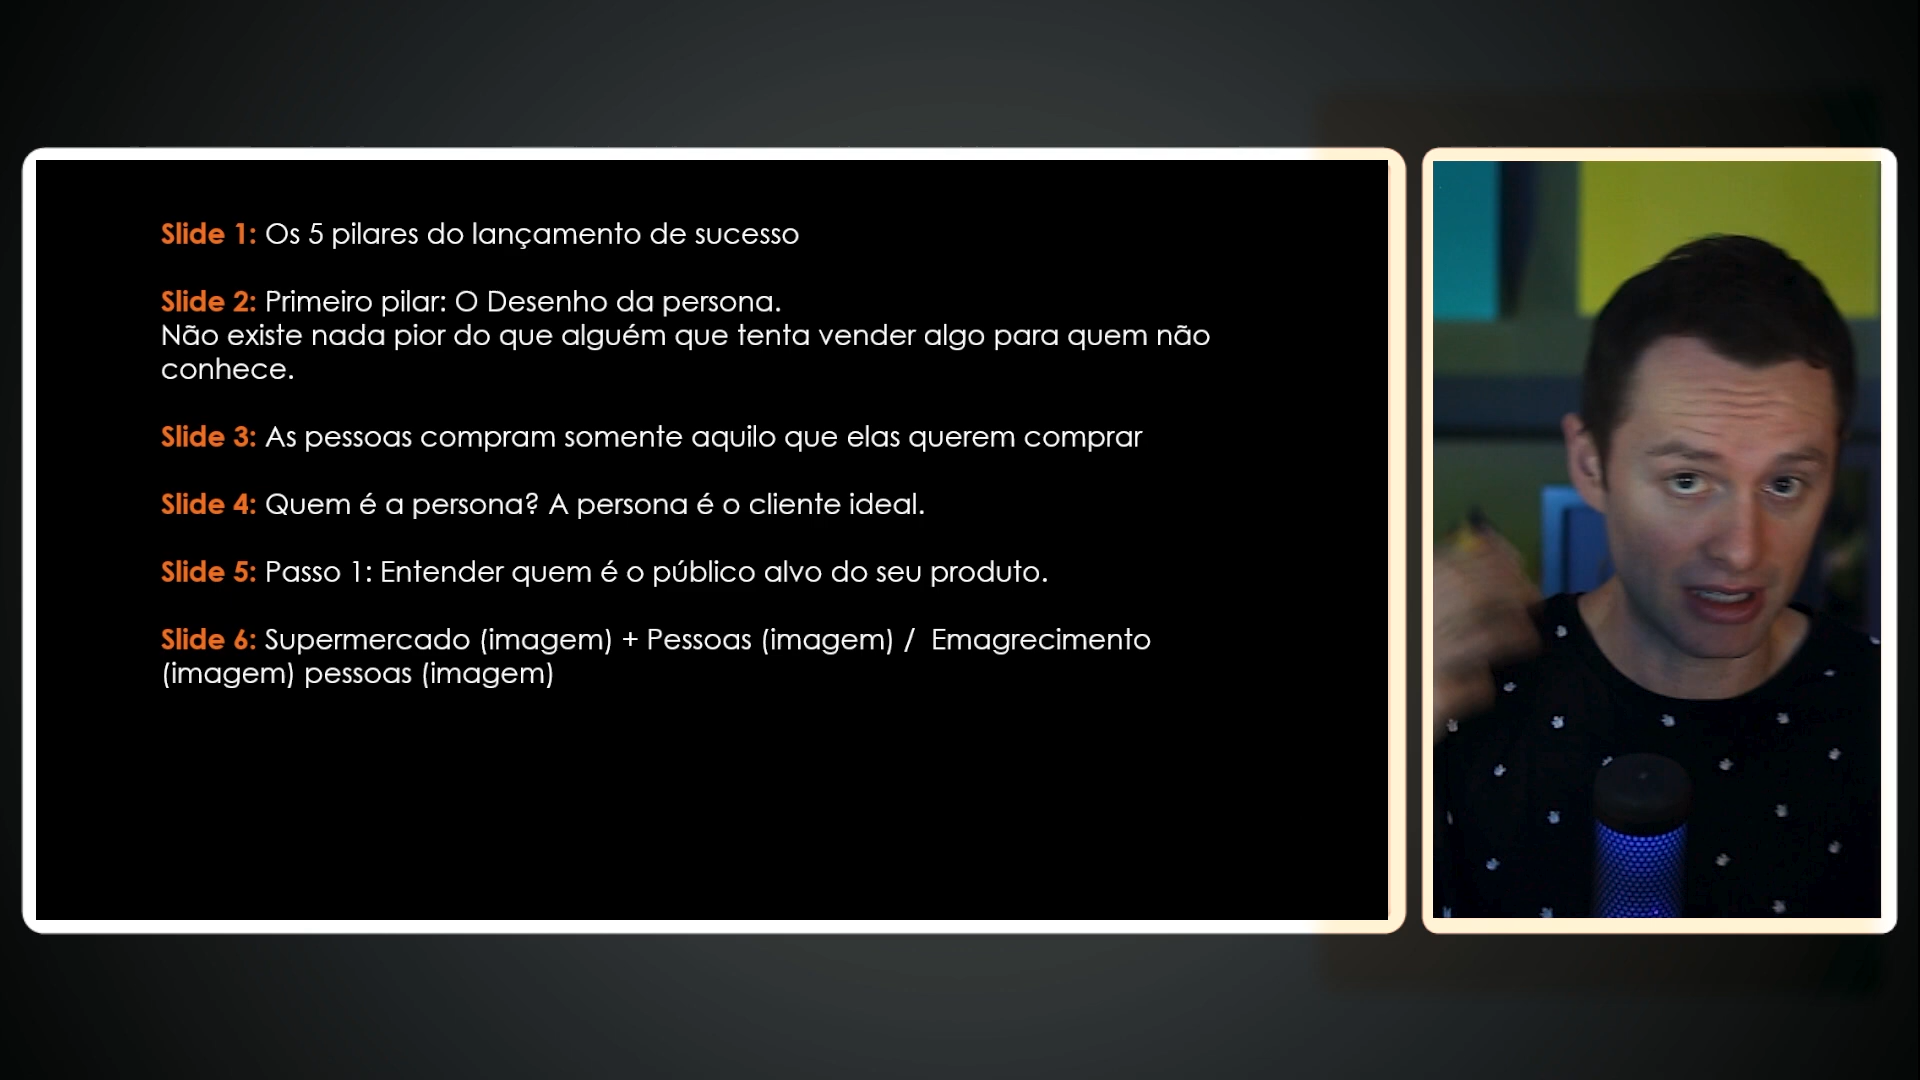 Slide 1: Os 5 pilares do lançamento de sucesso
Slide 2: Primeiro pilar: O Desenho da persona.
Não existe nada pior do que alguém que tenta vender algo para quem não
conhece.
Slide 3: As pessoas compram somente aquilo que elas querem comprar
Slide 4: Quem é a persona? A persona é o cliente ideal.
Slide 5: Passo 1: Entender quem é o público alvo do seu produto.
Slide 6: Supermercado (imagem) + Pessoas (imagem) /  Emagrecimento
(imagem) pessoas (imagem)